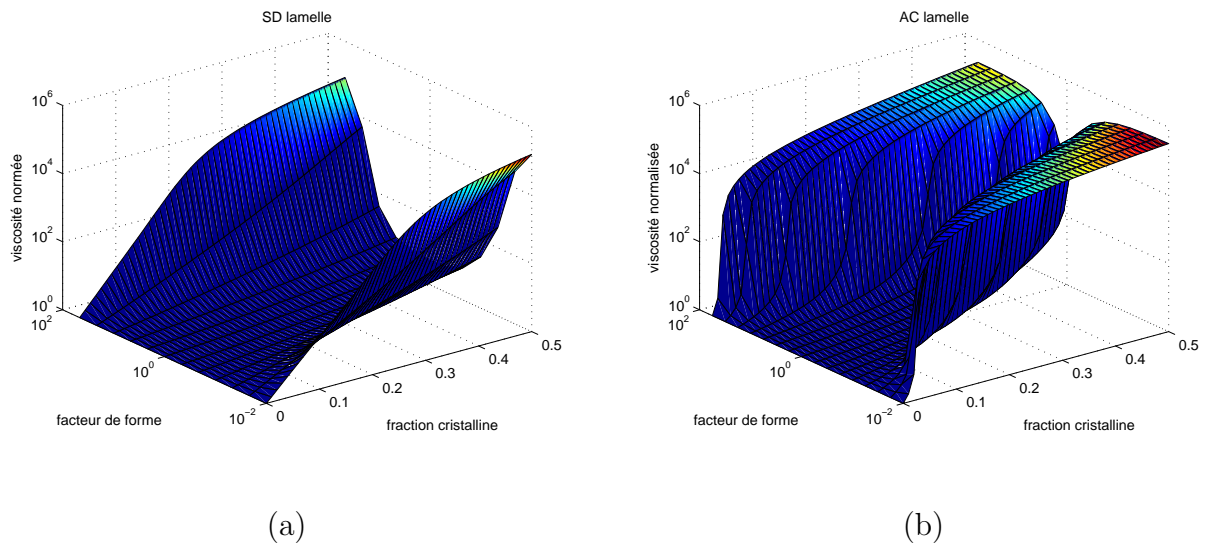 SD lamelle
10^6
10^4
10^2
10^0
viscosité normée
10^2
10^0
10^-2
facteur de forme
0
0.1
0.2
0.3
0.4
0.5
fraction cristalline
(a)
AC lamelle
10^6
10^4
10^2
10^0
viscosité normalisée
10^2
10^0
10^-2
facteur de forme
0
0.1
0.2
0.3
0.4
0.5
fraction cristalline
(b)